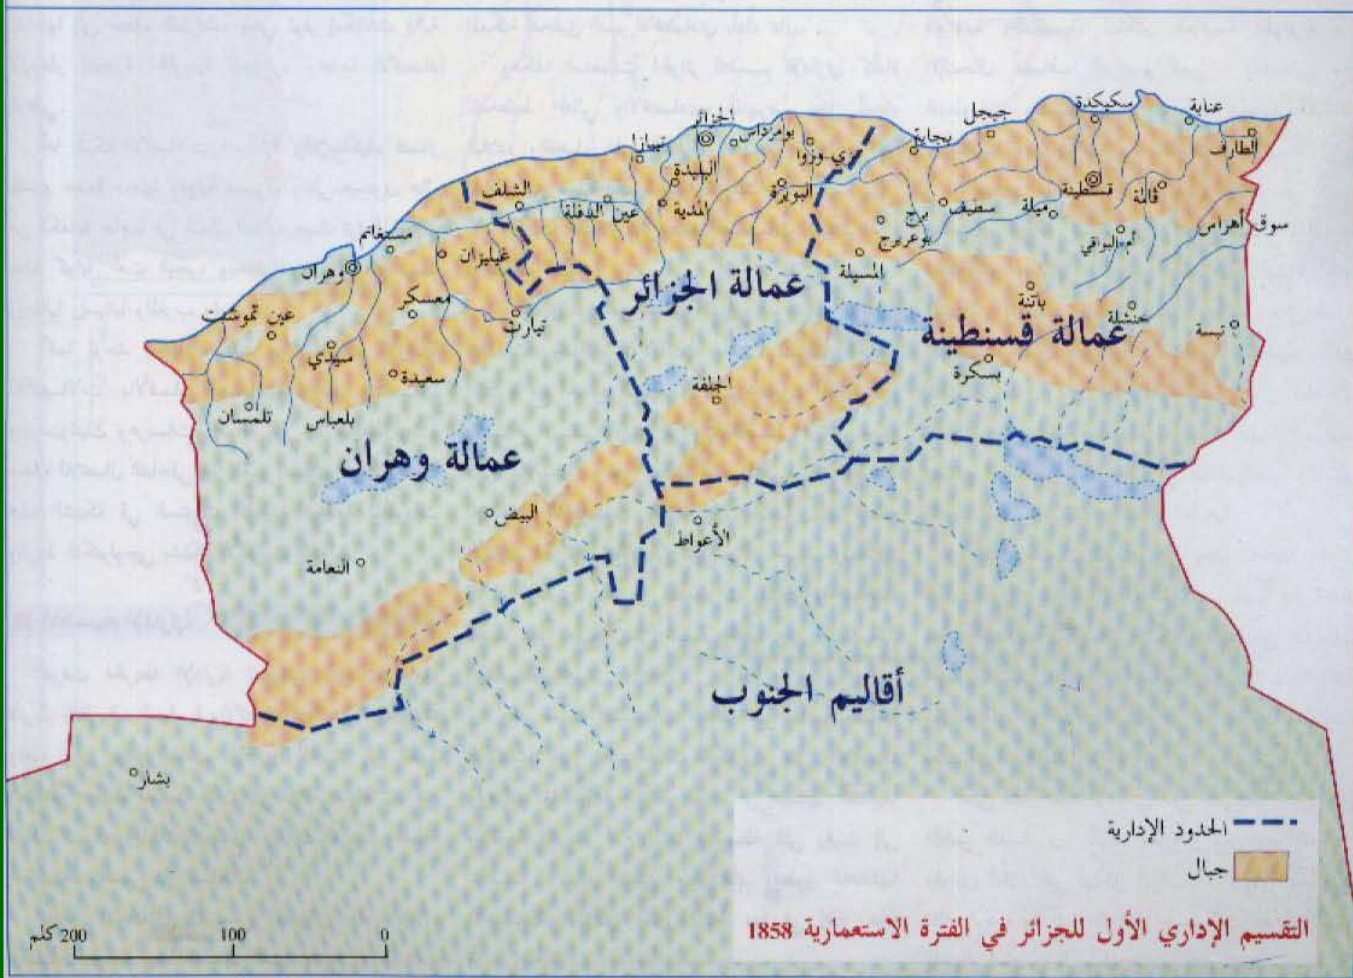 عنابة
سكيكدة
جيجل
بجاية
الطارف
الجزائر
بومرداس
تيزي وزو
تيبازا
البليدة
البويرة
المدية
عين الدفلة
الشلف
قسنطينة
قالمة
ميلة
سطيف
برج
بوعريرج
سوق أهراس
أم البواقي
المسيلة
مستغانم
وهران
غيليزان
معسكر
تيارت
عين تموشنت
سيدي
بلعباس
سعيدة
تلمسان
باتنة
خنشلة
تبسة
بسكرة
الجلفة
عمالة الجزائر
عمالة قسنطينة
عمالة وهران
البيض
النعامة
الأغواط
أقاليم الجنوب
بشار
الحدود الإدارية
جبال
التقسيم الإداري الأول للجزائر في الفترة الاستعمارية 1858
0
100
200 كلم